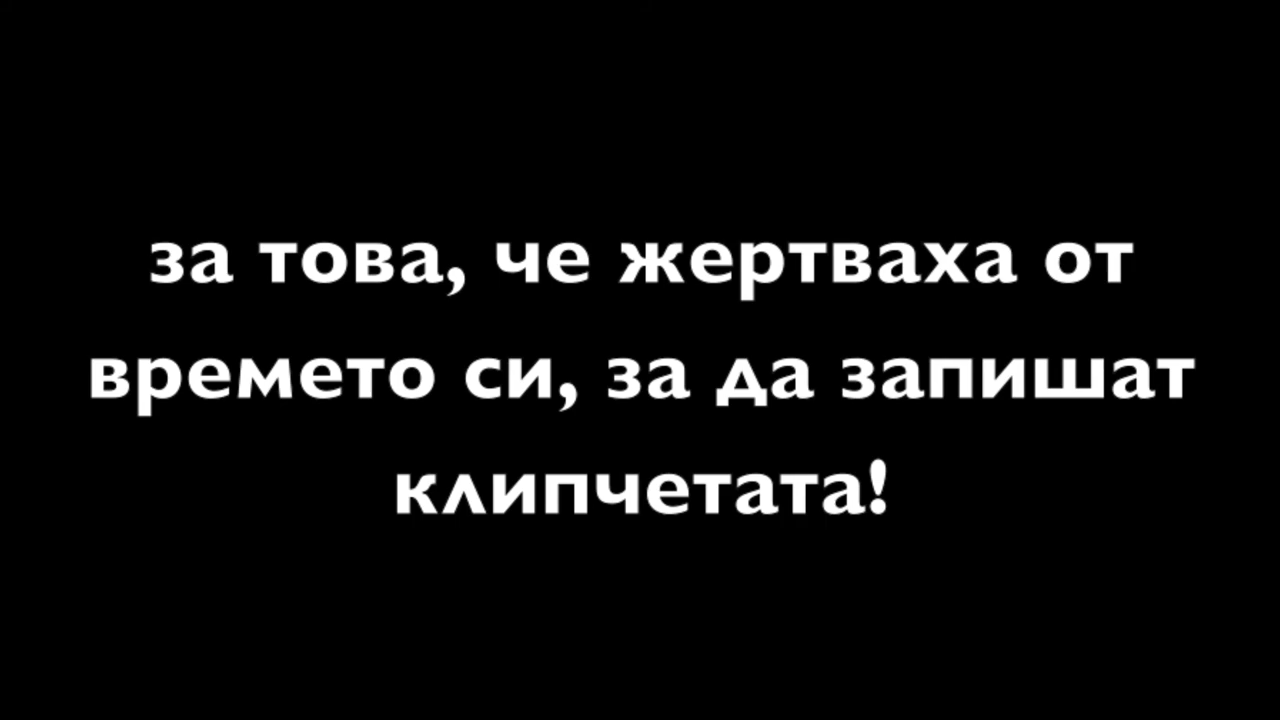 за това, че жертваха от
времето си, за да запишат
клипчетата!